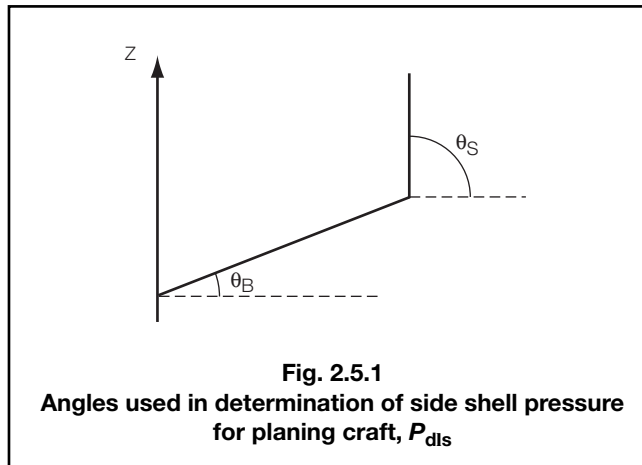 Z
θS
θB
Fig. 2.5.1
Angles used in determination of side shell pressure
for planing craft, Pdls